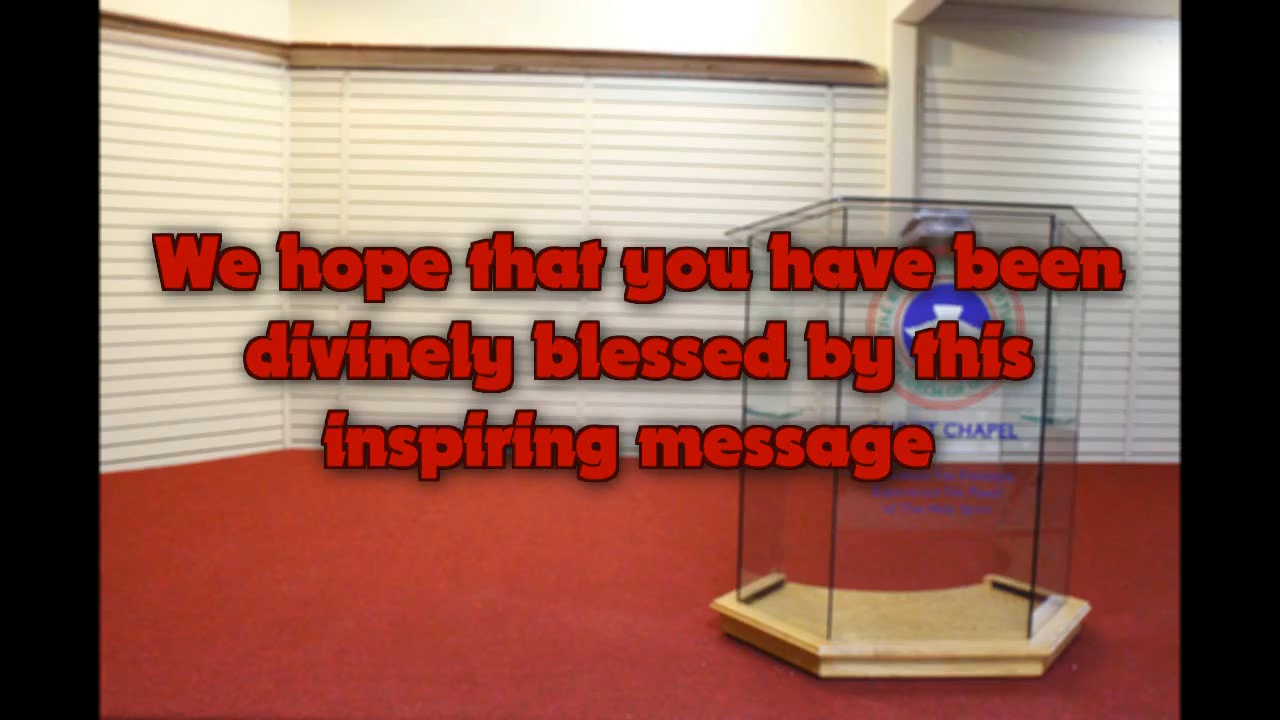 We hope that you have been
divinely blessed by this
inspiring message
CHAPEL